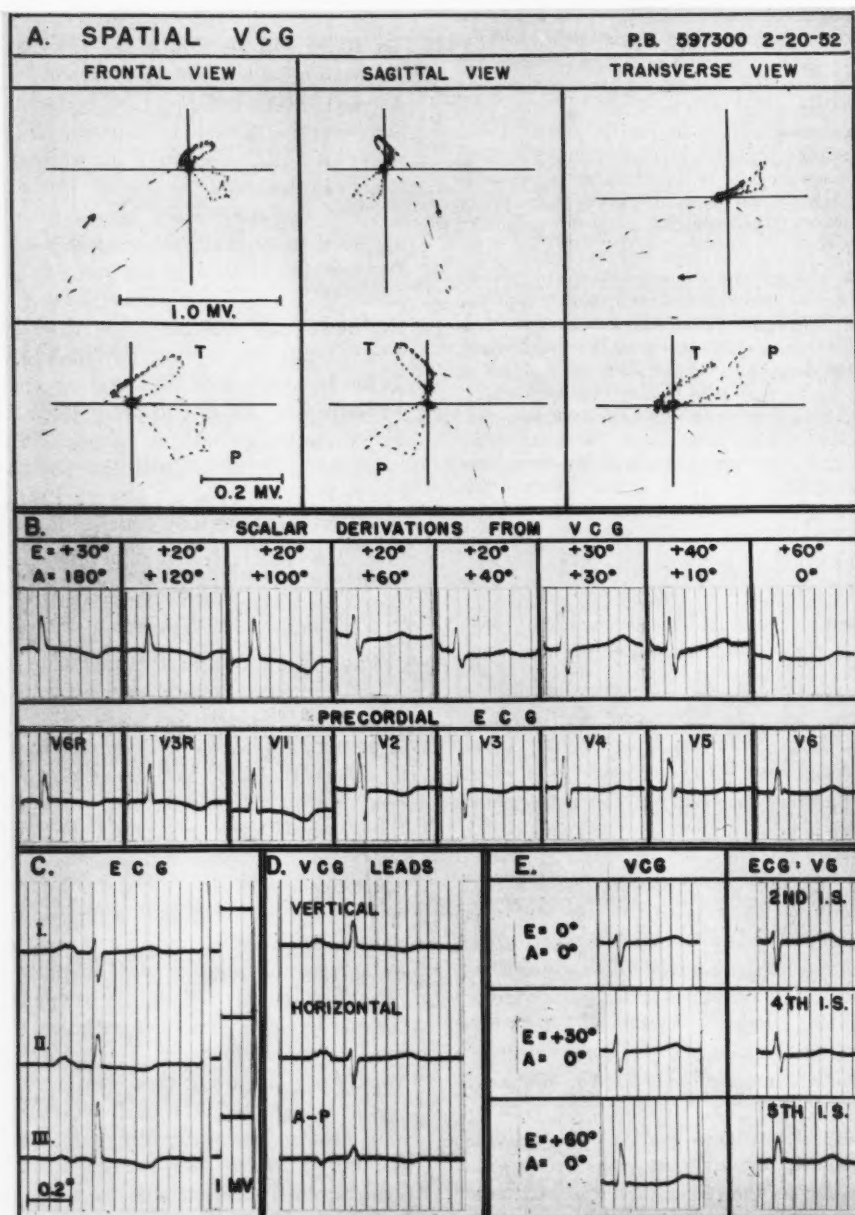 A. SPATIAL VCG P.B. 597300 2-20-52
FRONTAL VIEW SAGITTAL VIEW TRANSVERSE VIEW
1.0 MV.
T T T P
P P
0.2 MV.
B. SCALAR DERIVATIONS FROM VCG
E=+30° +20° +20° +20° +20° +30° +40° +60°
A=180° +120° +100° +60° +40° +30° +10° 0°
PRECORDIAL ECG
V6R V3R V1 V2 V3 V4 V5 V6
C. ECG D. VCG LEADS E. VCG ECG: V6
I. VERTICAL E=0° 2ND I.S.
A=0°
II. HORIZONTAL E=+30° 4TH I.S.
A=0°
III. A-P E=+60° 5TH I.S.
A=0°
0.2" 1 MV